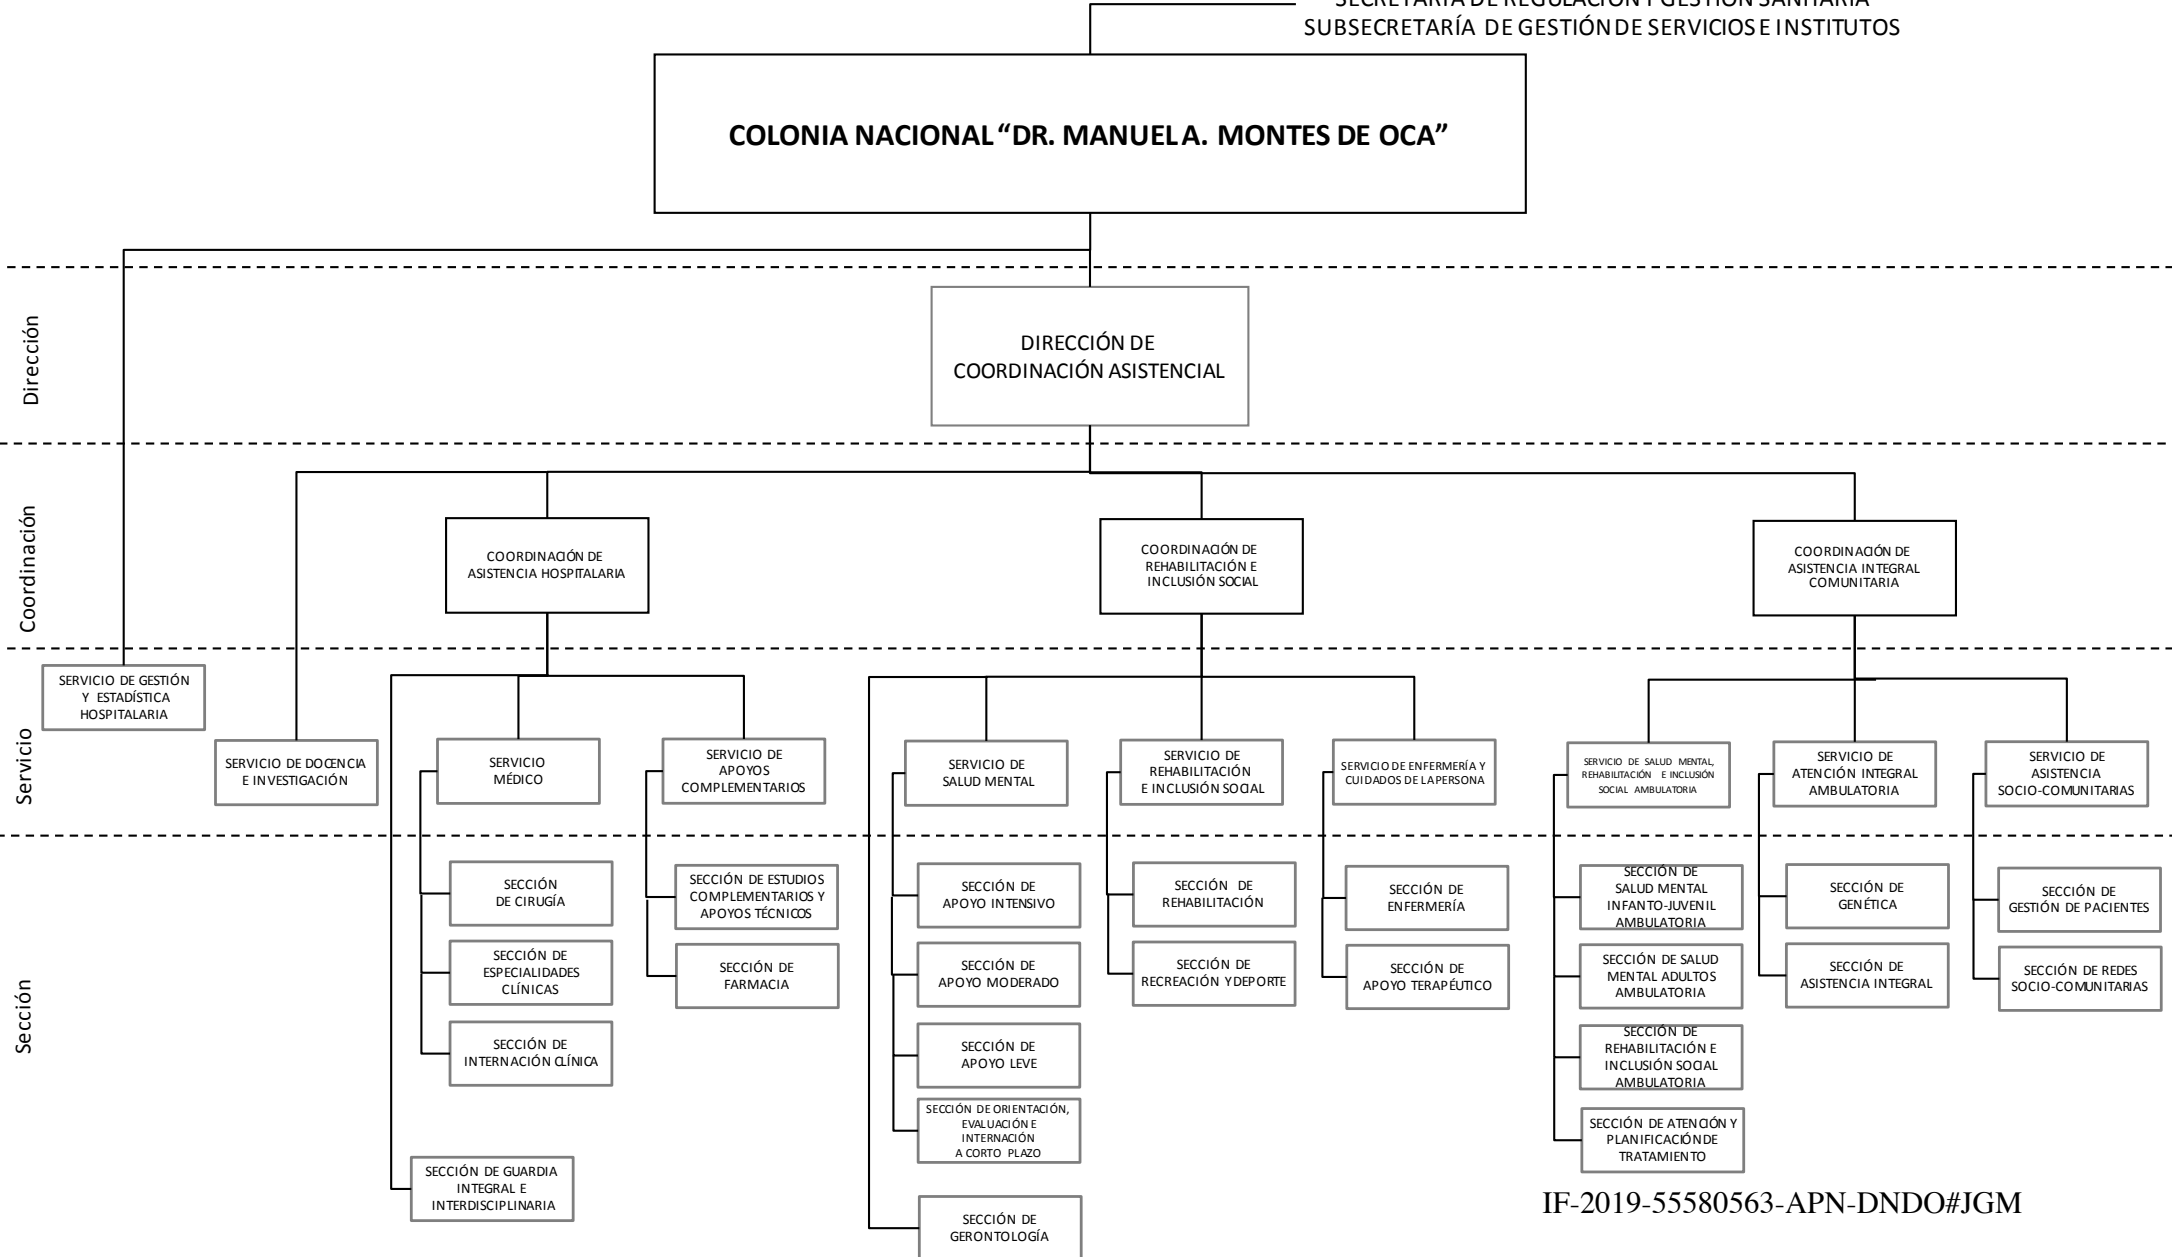 SECRETARÍA DE REGULACIÓN Y GESTIÓN SANITARIA
SUBSECRETARÍA DE GESTIÓN DE SERVICIOS E INSTITUTOS
COLONIA NACIONAL “DR. MANUEL A. MONTES DE OCA”
Dirección
DIRECCIÓN DE
COORDINACIÓN ASISTENCIAL
Coordinación
COORDINACIÓN DE
ASISTENCIA HOSPITALARIA
COORDINACIÓN DE
REHABILITACIÓN E
INCLUSIÓN SOCIAL
COORDINACIÓN DE
ASISTENCIA INTEGRAL
COMUNITARIA
Servicio
SERVICIO DE GESTIÓN
Y ESTADÍSTICA
HOSPITALARIA
SERVICIO DE DOCENCIA
E INVESTIGACIÓN
SERVICIO
MÉDICO
SERVICIO DE
APOYOS
COMPLEMENTARIOS
SERVICIO DE
SALUD MENTAL
SERVICIO DE
REHABILITACIÓN
E INCLUSIÓN SOCIAL
SERVICIO DE ENFERMERÍA Y
CUIDADOS DE LA PERSONA
SERVICIO DE SALUD MENTAL,
REHABILITACIÓN E INCLUSIÓN
SOCIAL AMBULATORIA
SERVICIO DE
ATENCIÓN INTEGRAL
AMBULATORIA
SERVICIO DE
ASISTENCIA
SOCIO-COMUNITARIAS
Sección
SECCIÓN
DE CIRUGÍA
SECCIÓN DE
ESPECIALIDADES
CLÍNICAS
SECCIÓN DE
INTERNACIÓN CLÍNICA
SECCIÓN DE GUARDIA
INTEGRAL E
INTERDISCIPLINARIA
SECCIÓN DE ESTUDIOS
COMPLEMENTARIOS Y
APOYOS TÉCNICOS
SECCIÓN DE
FARMACIA
SECCIÓN DE
APOYO INTENSIVO
SECCIÓN DE
APOYO MODERADO
SECCIÓN DE
APOYO LEVE
SECCIÓN DE ORIENTACIÓN,
EVALUACIÓN E
INTERNACIÓN
A CORTO PLAZO
SECCIÓN DE
GERONTOLOGÍA
SECCIÓN DE
REHABILITACIÓN
SECCIÓN DE
RECREACIÓN Y DEPORTE
SECCIÓN DE
ENFERMERÍA
SECCIÓN DE
APOYO TERAPÉUTICO
SECCIÓN DE
SALUD MENTAL
INFANTO-JUVENIL
AMBULATORIA
SECCIÓN DE SALUD
MENTAL ADULTOS
AMBULATORIA
SECCIÓN DE
REHABILITACIÓN E
INCLUSIÓN SOCIAL
AMBULATORIA
SECCIÓN DE ATENCIÓN Y
PLANIFICACIÓN DE
TRATAMIENTO
SECCIÓN DE
GENÉTICA
SECCIÓN DE
ASISTENCIA INTEGRAL
SECCIÓN DE
GESTIÓN DE PACIENTES
SECCIÓN DE REDES
SOCIO-COMUNITARIAS
IF-2019-55580563-APN-DNDO#JGM